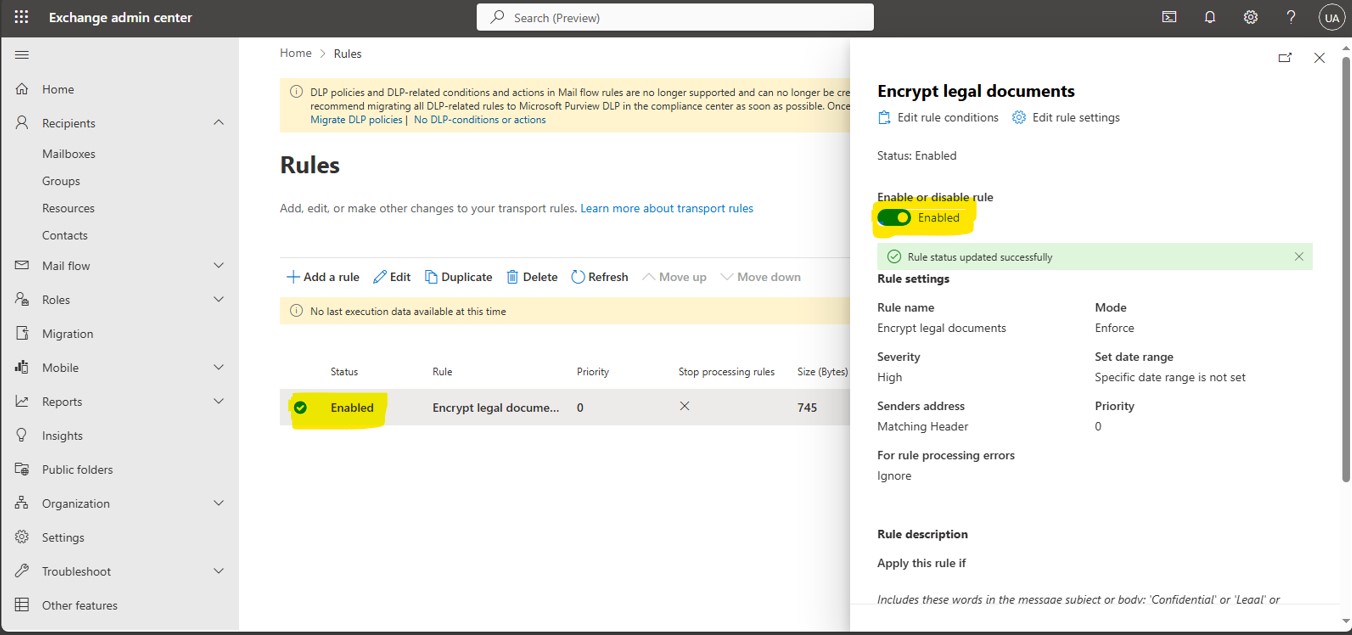 Exchange admin center
Search (Preview)
UA
Home
Recipients
Mailboxes
Groups
Resources
Contacts
Mail flow
Roles
Migration
Mobile
Reports
Insights
Public folders
Organization
Settings
Troubleshoot
Other features
Home > Rules
DLP policies and DLP-related conditions and actions in Mail flow rules are no longer supported and can no longer be cre
recommend migrating all DLP-related rules to Microsoft Purview DLP in the compliance center as soon as possible. Once
Migrate DLP policies | No DLP-conditions or actions
Rules
Add, edit, or make other changes to your transport rules. Learn more about transport rules
Add a rule Edit Duplicate Delete Refresh Move up Move down
No last execution data available at this time
Status Rule Priority Stop processing rules Size (Bytes)
Enabled Encrypt legal docume... 0 745
Encrypt legal documents
Edit rule conditions Edit rule settings
Status: Enabled
Enable or disable rule
Enabled
Rule status updated successfully
Rule settings
Rule name Mode
Encrypt legal documents Enforce
Severity Set date range
High Specific date range is not set
Senders address Priority
Matching Header 0
For rule processing errors
Ignore
Rule description
Apply this rule if
Includes these words in the message subject or body: 'Confidential' or 'Legal' or